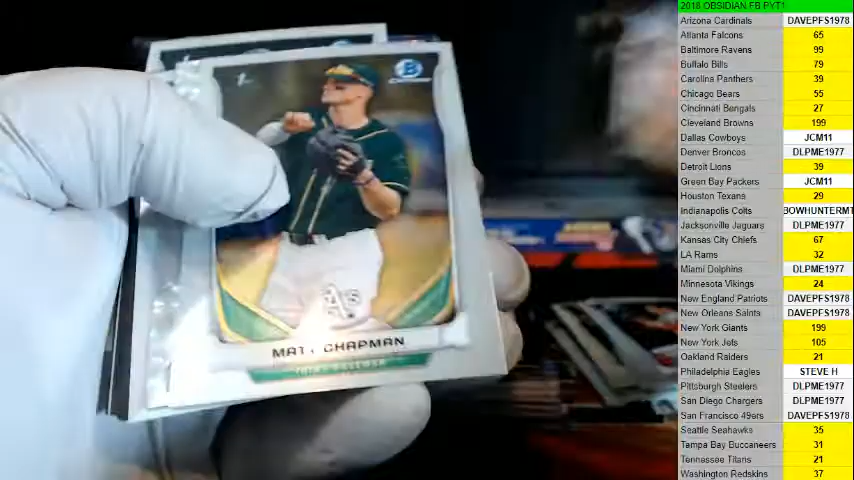 1st
B
CHROME
A's
MATT CHAPMAN
2018 OBSIDIAN FB PYT1
Arizona Cardinals DAVEPFS1978
Atlanta Falcons 65
Baltimore Ravens 99
Buffalo Bills 79
Carolina Panthers 39
Chicago Bears 55
Cincinnati Bengals 27
Cleveland Browns 199
Dallas Cowboys JCM11
Denver Broncos DLPME1977
Detroit Lions 39
Green Bay Packers JCM11
Houston Texans 29
Indianapolis Colts BOWHUNTERMT
Jacksonville Jaguars DLPME1977
Kansas City Chiefs 67
LA Rams 32
Miami Dolphins DLPME1977
Minnesota Vikings 24
New England Patriots DAVEPFS1978
New Orleans Saints DAVEPFS1978
New York Giants 199
New York Jets 105
Oakland Raiders 21
Philadelphia Eagles STEVE H
Pittsburgh Steelers DLPME1977
San Diego Chargers DLPME1977
San Francisco 49ers DAVEPFS1978
Seattle Seahawks 35
Tampa Bay Buccaneers 31
Tennessee Titans 21
Washington Redskins 37